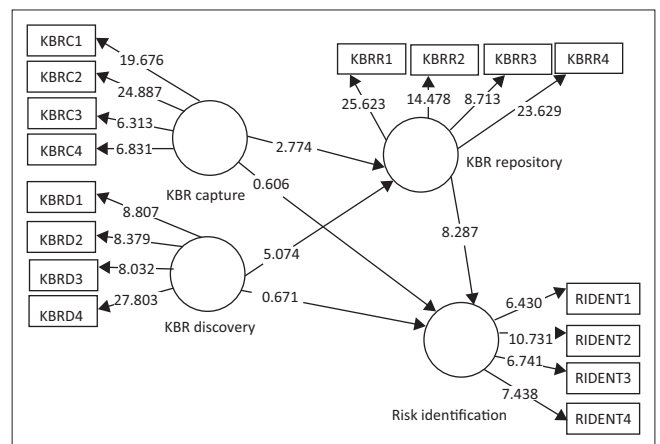 KBRC1
19.676
KBRC2
24.887
KBRC3
6.313
KBRC4
6.831
KBR capture
KBRD1
8.807
KBRD2
8.379
KBRD3
8.032
KBRD4
27.803
KBR discovery
KBRR1
KBRR2
KBRR3
KBRR4
25.623
14.478
8.713
23.629
KBR repository
2.774
0.606
5.074
0.671
8.287
6.430
RIDENT1
10.731
RIDENT2
6.741
RIDENT3
7.438
RIDENT4
Risk identification